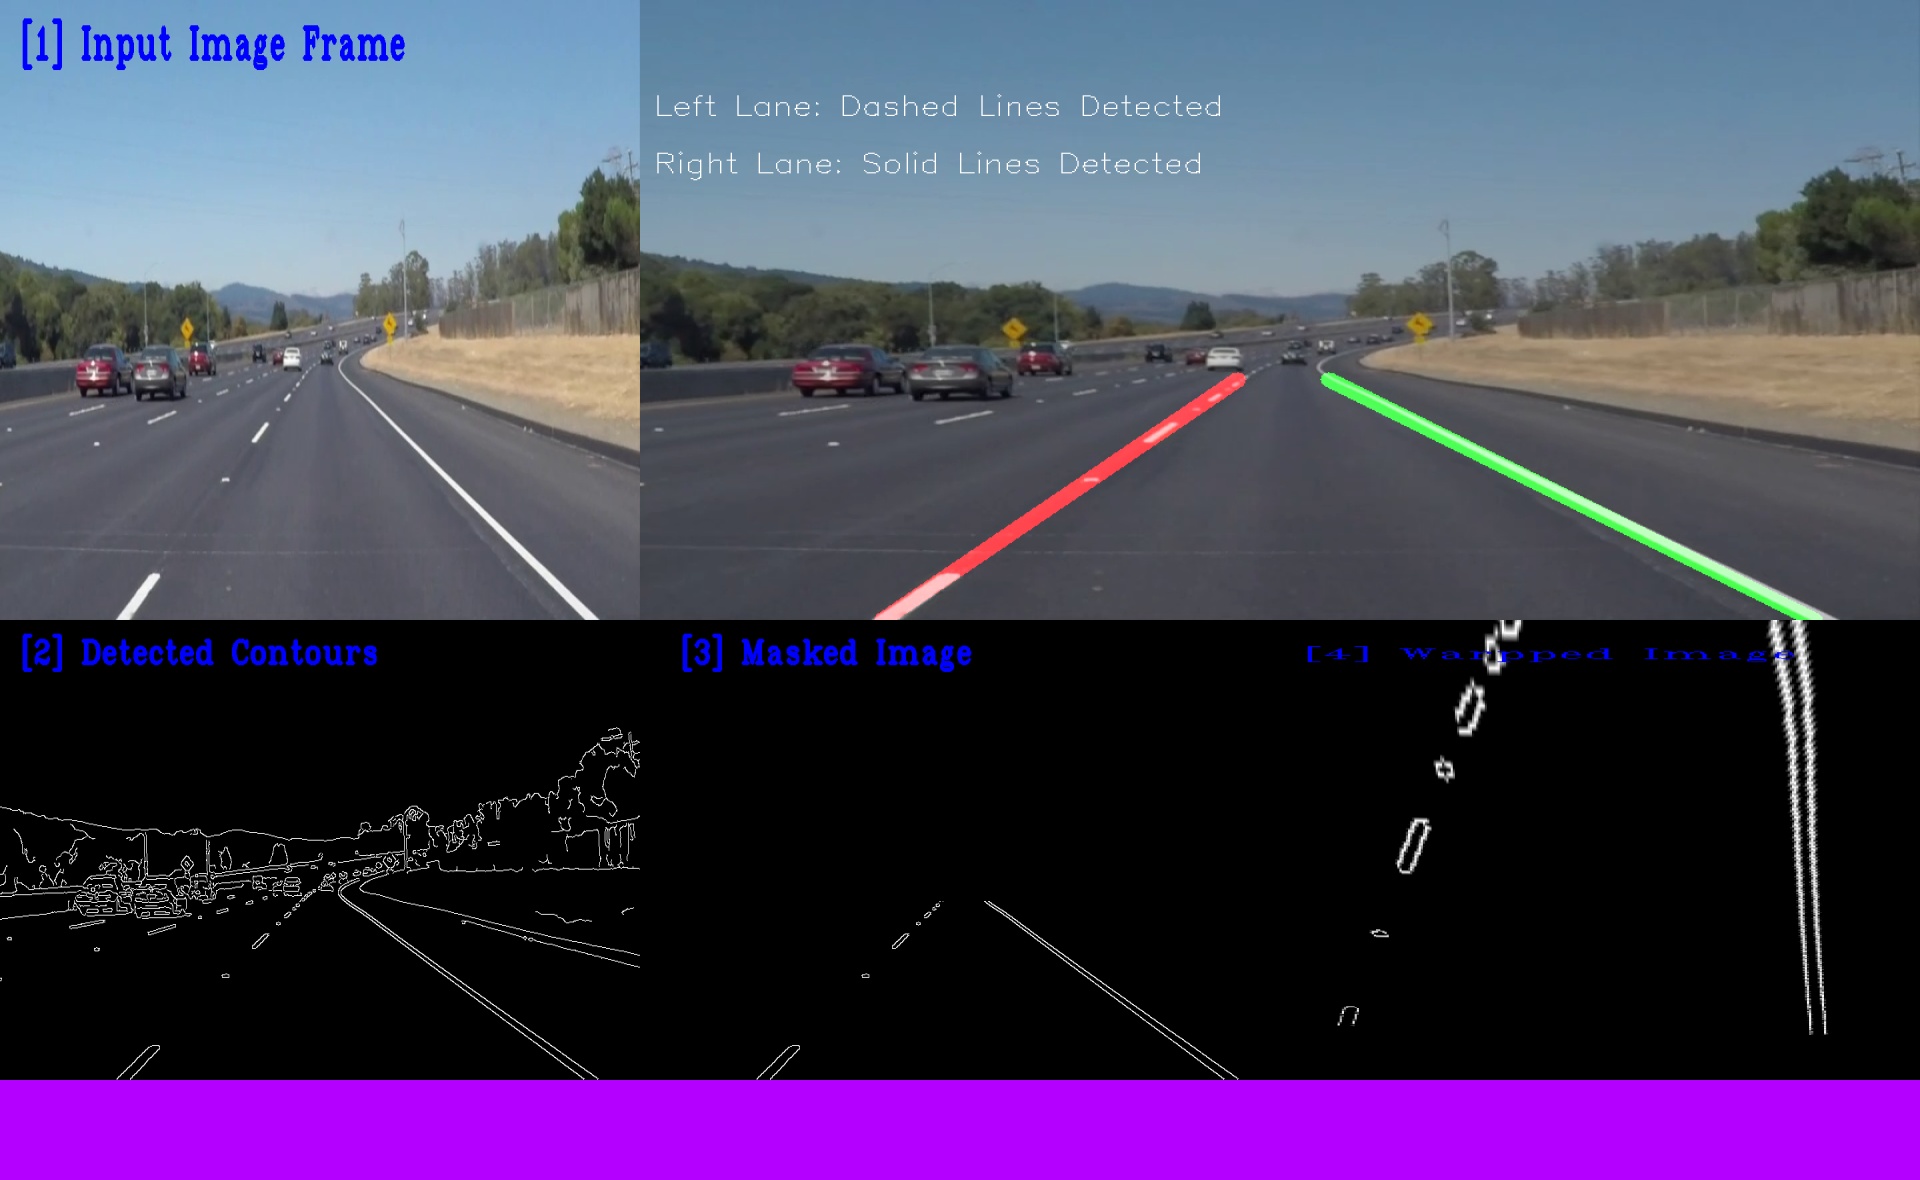 [1] Input Image Frame
Left Lane: Dashed Lines Detected
Right Lane: Solid Lines Detected
[2] Detected Contours
[3] Masked Image
[4] Warpped Image